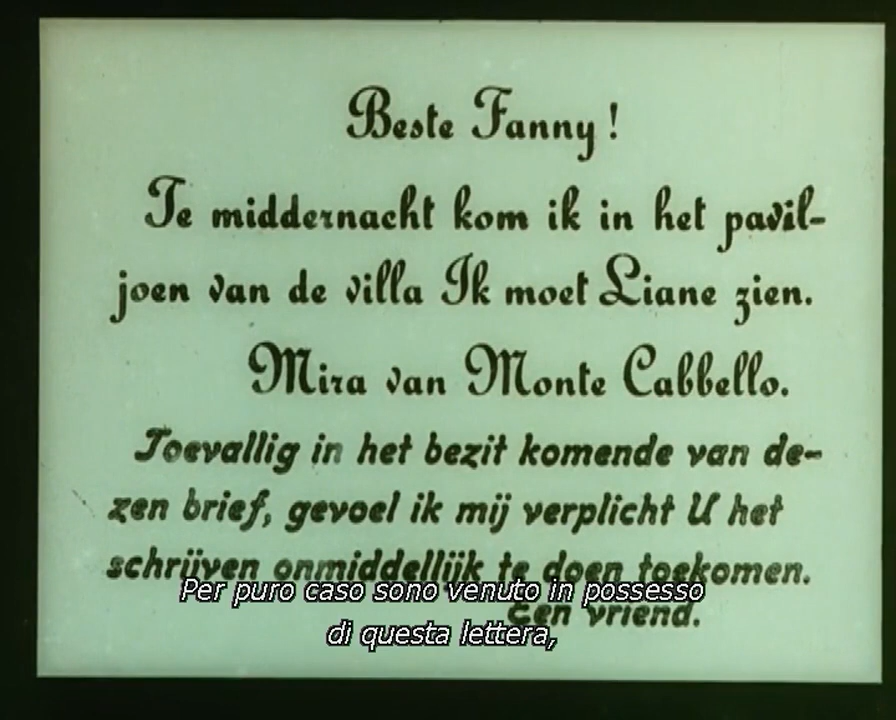 Beste Fanny!
Te middernacht kom ik in het pavil-
joen van de villa Ik moet Liane zien.
Mira van Monte Cabbello.
Toevallig in het bezit komende van de-
zen brief, gevoel ik mij verplicht U het
schrijven onmiddellijk te doen toekomen.
Een vriend.
Per puro caso sono venuto in possesso
di questa lettera,